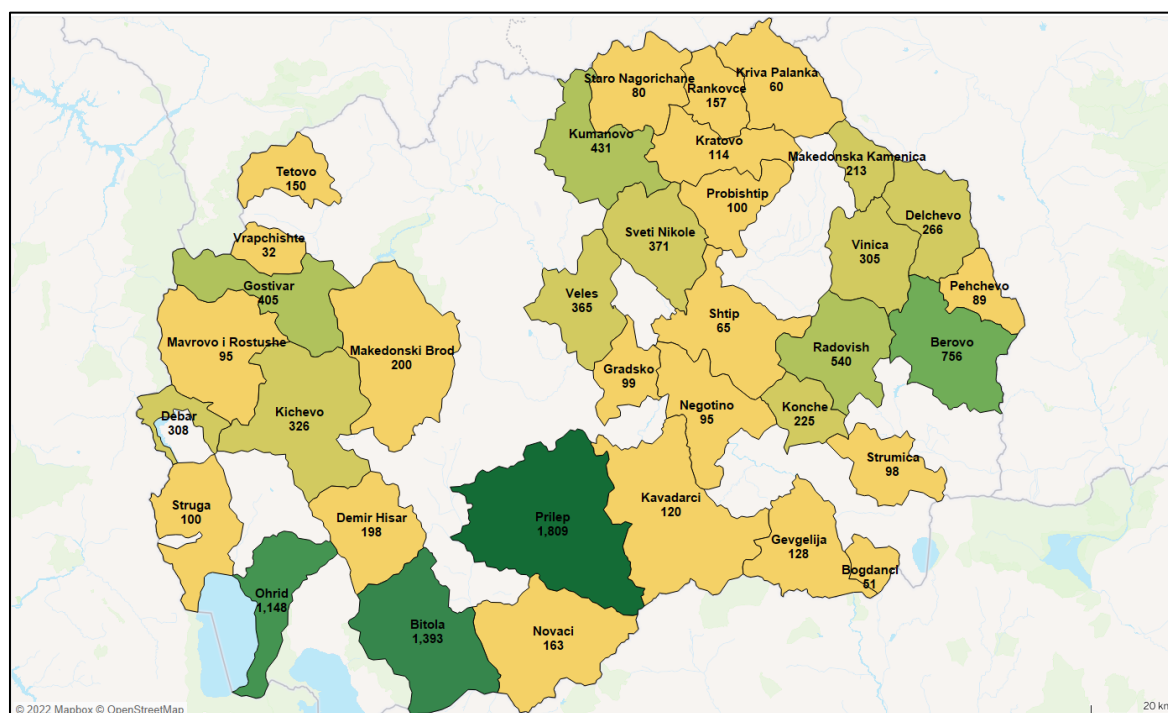 Staro Nagorichane
80
Rankovce
157
Kriva Palanka
60
Kumanovo
431
Kratovo
114
Makedonska Kamenica
213
Tetovo
150
Probishtip
100
Delchevo
266
Vrapchishte
32
Sveti Nikole
371
Vinica
305
Gostivar
405
Veles
365
Pehchevo
89
Shtip
65
Mavrovo i Rostushe
95
Makedonski Brod
200
Radovish
540
Berovo
756
Gradsko
99
Debar
308
Kichevo
326
Negotino
95
Konche
225
Strumica
98
Struga
100
Demir Hisar
198
Prilep
1,809
Kavadarci
120
Gevgelija
128
Bogdanci
51
Ohrid
1,148
Bitola
1,393
Novaci
163
© 2022 Mapbox © OpenStreetMap
20 km